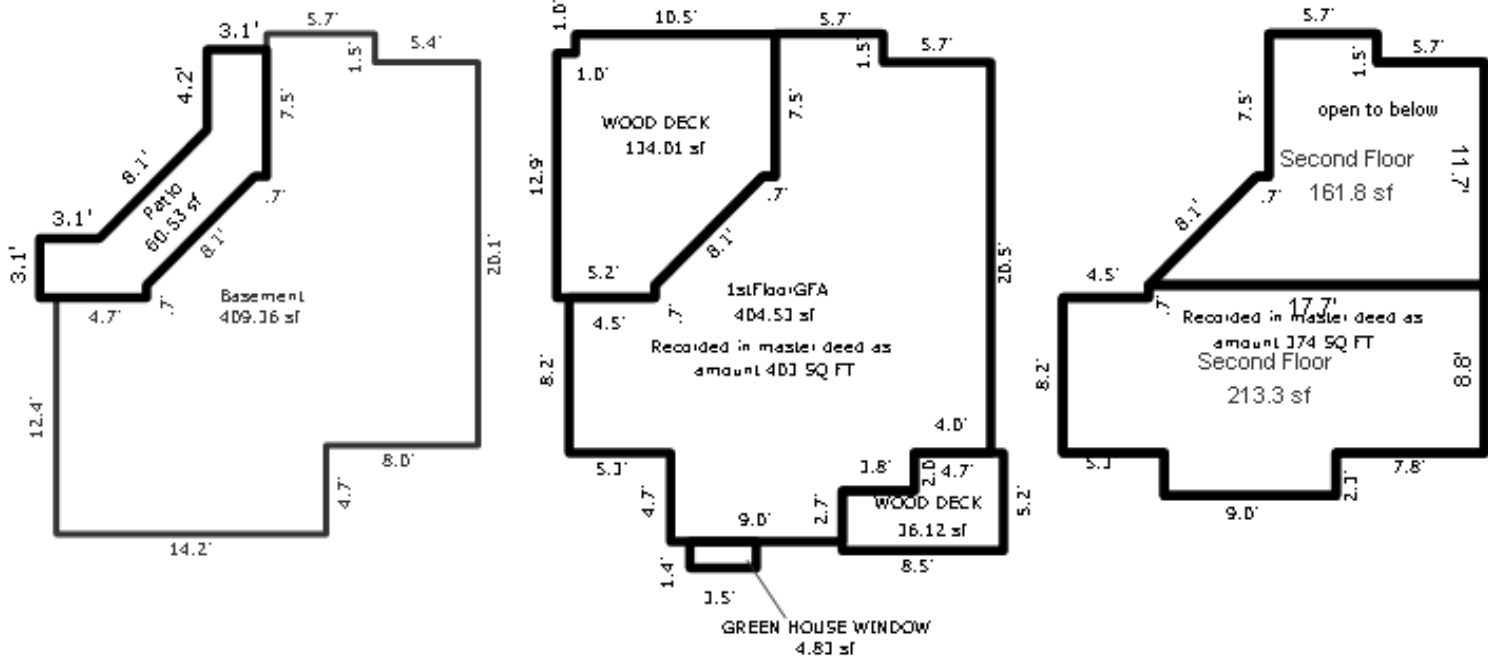 3.1'
5.7'
1.5'
5.4'
4.2'
7.5'
8.1'
Patio
60.53 sf
.7'
3.1'
3.1'
8.1'
20.1'
4.7'
.7'
Basement
409.36 sf
12.4'
8.0'
4.7'
14.2'
1.0'
10.5'
5.7'
1.5'
5.7'
1.0'
7.5'
WOOD DECK
134.01 sf
12.9'
.7'
8.1'
5.2'
4.5'
.7'
20.5'
1stFloorGFA
404.53 sf
Recorded in master deed as
amount 403 SQ FT
8.2'
4.0'
5.3'
3.8'
2.0'
4.7'
4.7'
2.7'
WOOD DECK
36.12 sf
5.2'
9.0'
8.5'
1.4'
3.5'
GREEN HOUSE WINDOW
4.83 sf
5.7'
1.5'
5.7'
7.5'
open to below
Second Floor
161.8 sf
11.7'
.7'
8.1'
4.5'
.7'
17.7'
Recorded in master deed as
amount 374 SQ FT
Second Floor
213.3 sf
8.2'
8.8'
5.3
2.3'
7.8'
9.0'